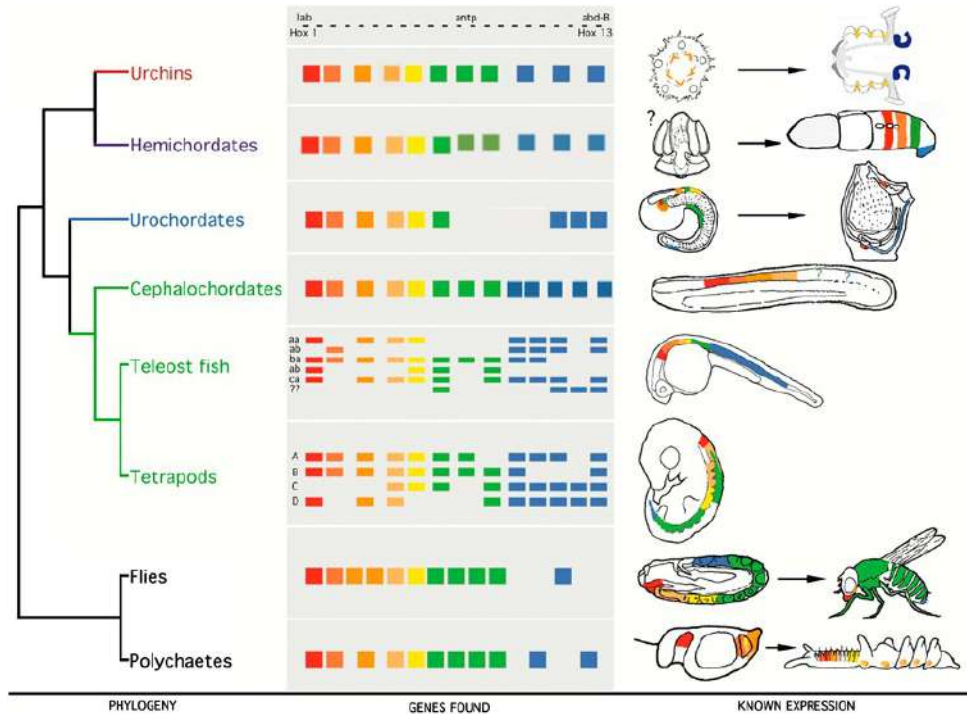 lab antp abd-B
Hox 1 Hox 13
Urchins
?
Hemichordates
Urochordates
Cephalochordates
? ?
aa
ab
ba
Teleost fish
ab
ca
??
A
B
Tetrapods
C
D
Flies
Polychaetes
PHYLOGENY GENES FOUND KNOWN EXPRESSION